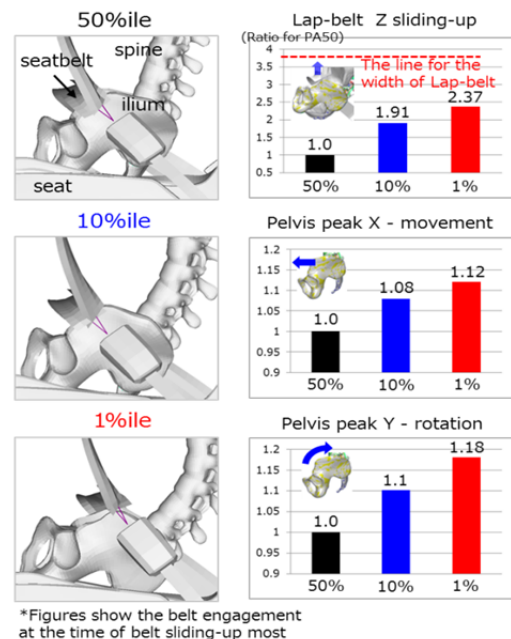 50%ile
seatbelt
spine
ilium
seat
Lap-belt Z sliding-up
(Ratio for PA50)
The line for the
width of Lap-belt
4
3.5
3
2.5
2
1.5
1
0.5
1.0
1.91
2.37
50%
10%
1%
10%ile
Pelvis peak X - movement
1.2
1.15
1.1
1.05
1
0.95
0.9
1.0
1.08
1.12
50%
10%
1%
1%ile
Pelvis peak Y - rotation
1.2
1.15
1.1
1.05
1
0.95
0.9
1.0
1.1
1.18
50%
10%
1%
*Figures show the belt engagement
at the time of belt sliding-up most